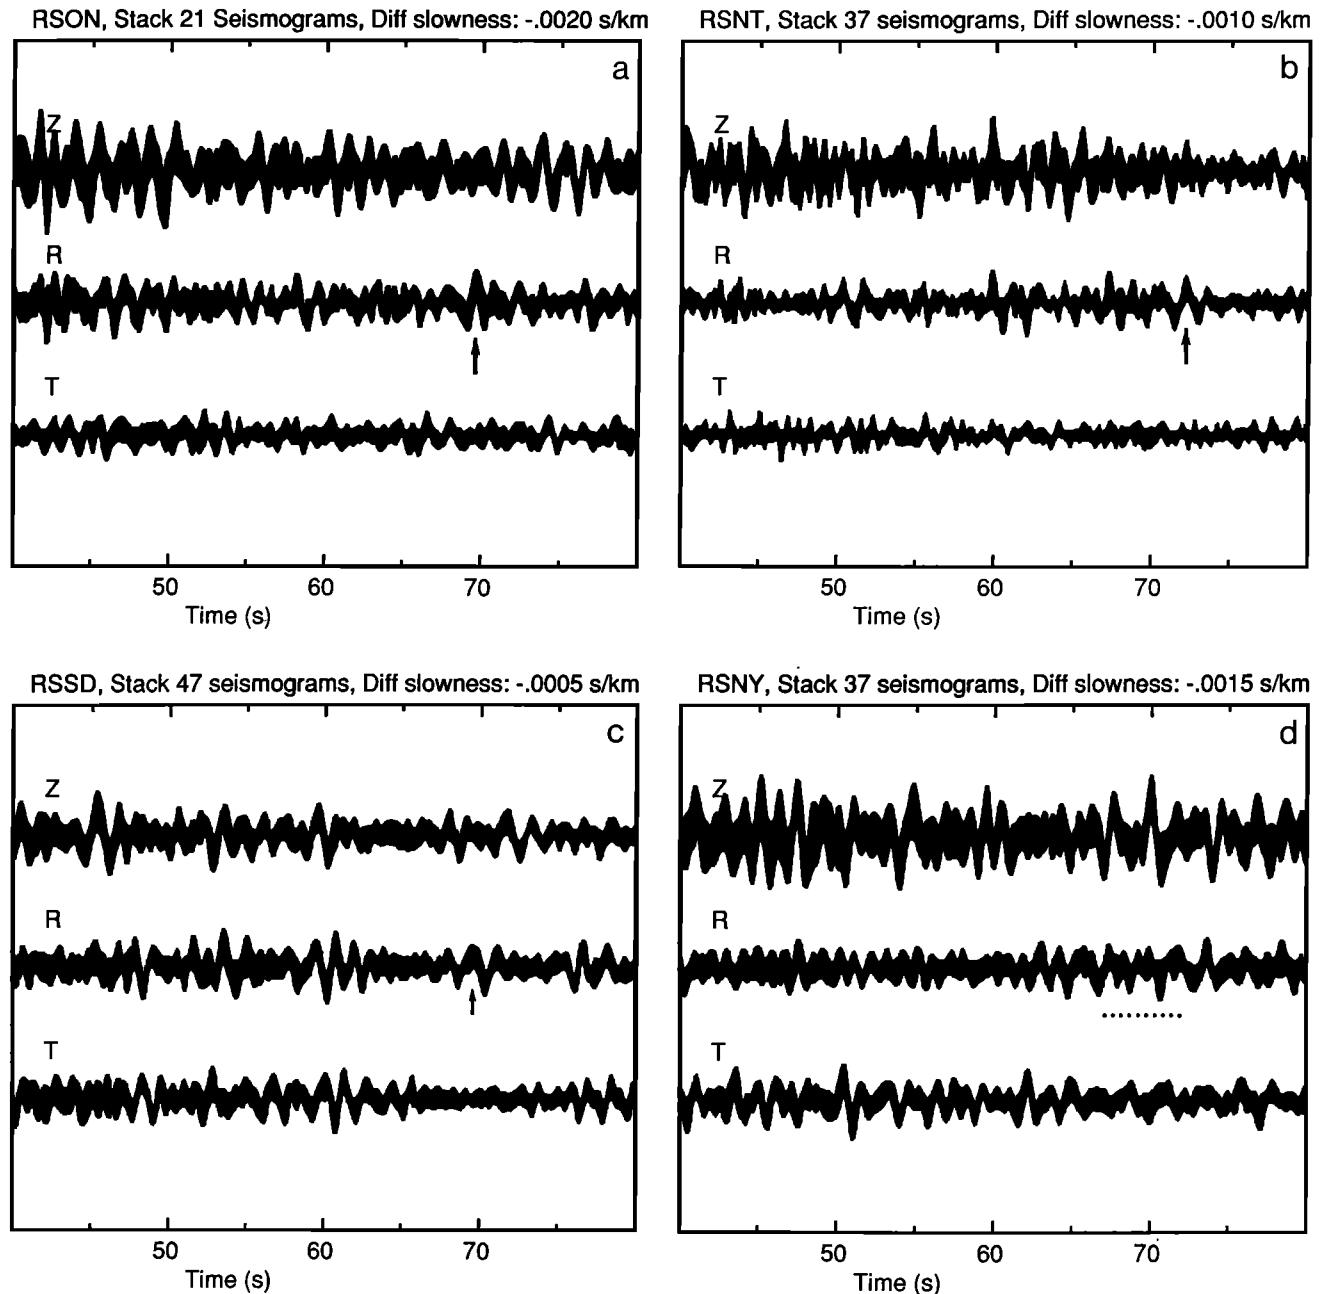 RSON, Stack 21 Seismograms, Diff slowness: -.0020 s/km
a
Z
R
T
50 60 70
Time (s)
RSNT, Stack 37 seismograms, Diff slowness: -.0010 s/km
b
Z
R
T
50 60 70
Time (s)
RSSD, Stack 47 seismograms, Diff slowness: -.0005 s/km
c
Z
R
T
50 60 70
Time (s)
RSNY, Stack 37 seismograms, Diff slowness: -.0015 s/km
d
Z
R
T
50 60 70
Time (s)